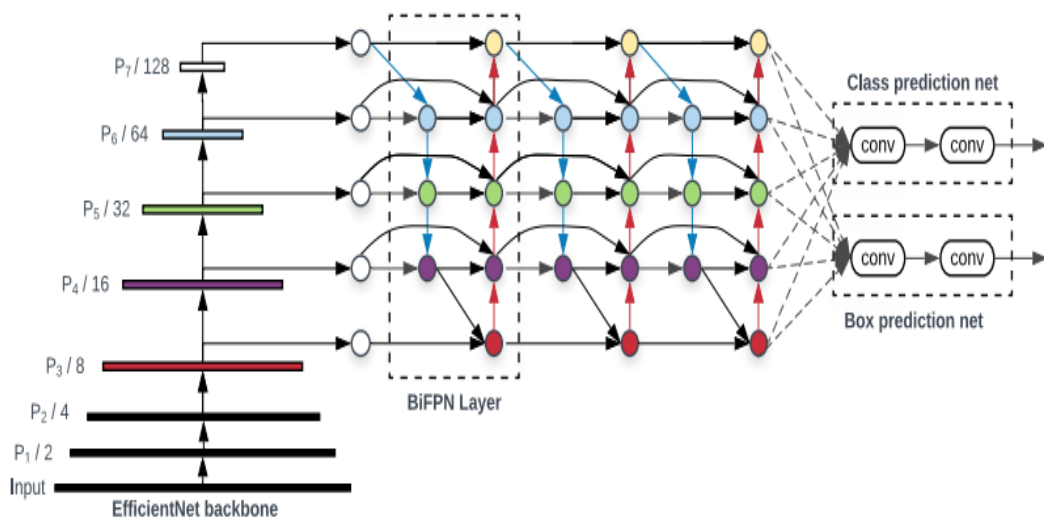 P7 / 128
P6 / 64
P5 / 32
P4 / 16
P3 / 8
P2 / 4
P1 / 2
Input
EfficientNet backbone
BiFPN Layer
Class prediction net
conv
conv
conv
conv
Box prediction net